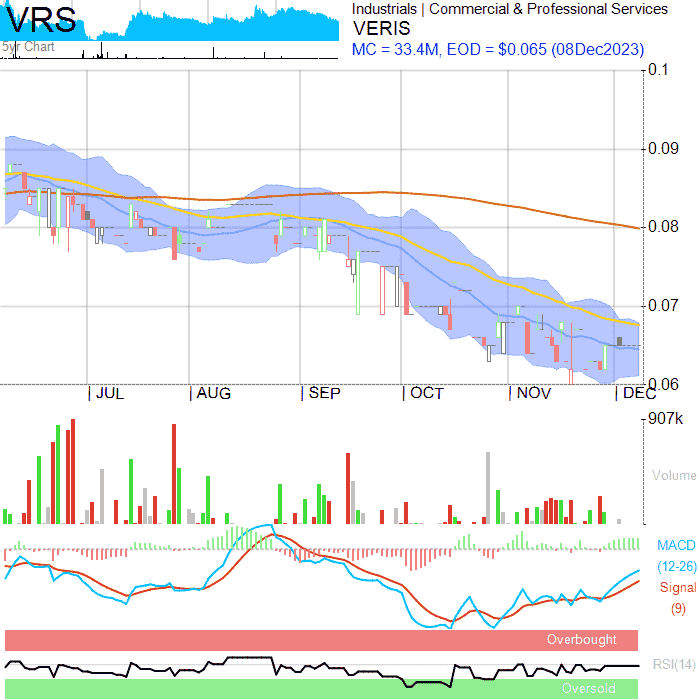 VRS
5yr Chart
Industrials | Commercial & Professional Services
VERIS
MC = 33.4M, EOD = $0.065 (08Dec2023)
0.1
0.09
0.08
0.07
0.06
| JUL | AUG | SEP | OCT | NOV | DEC
907k
Volume
MACD
(12-26)
Signal
(9)
Overbought
RSI(14)
Oversold